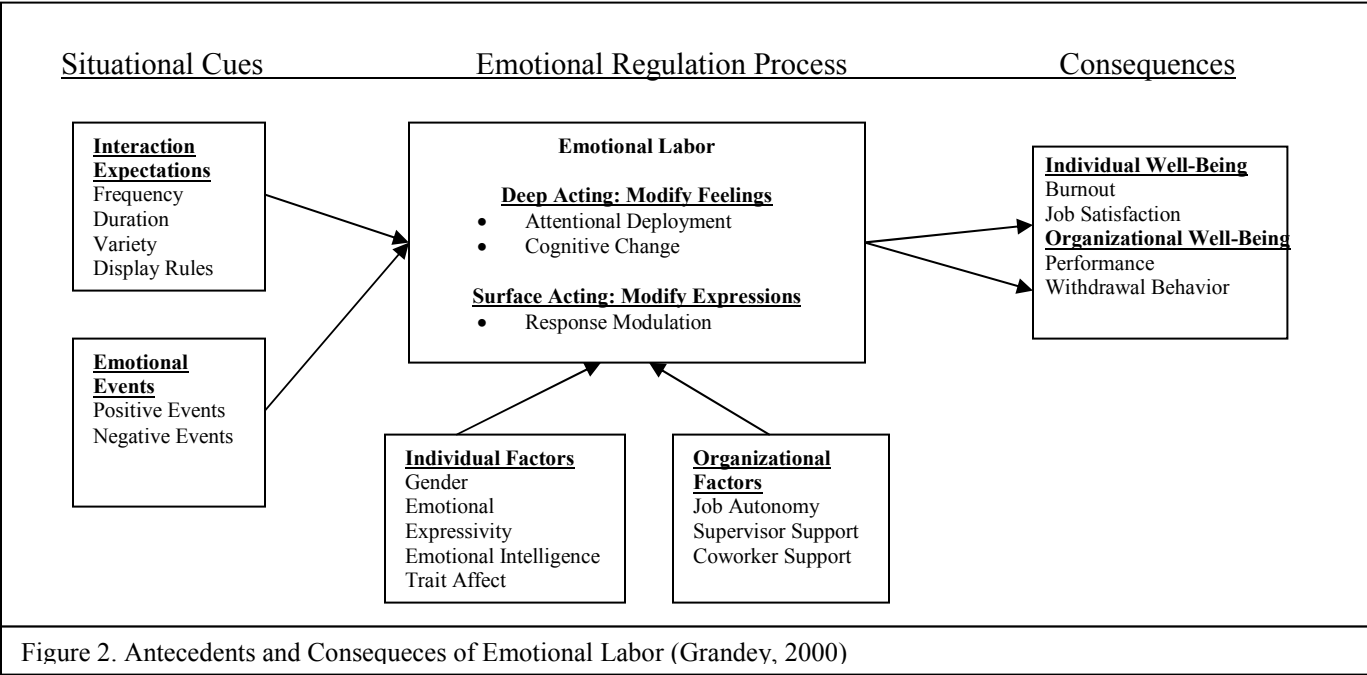 Situational Cues
Emotional Regulation Process
Consequences
Interaction
Expectations
Frequency
Duration
Variety
Display Rules
Emotional
Events
Positive Events
Negative Events
Emotional Labor
Deep Acting: Modify Feelings
• Attentional Deployment
• Cognitive Change
Surface Acting: Modify Expressions
• Response Modulation
Individual Factors
Gender
Emotional
Expressivity
Emotional Intelligence
Trait Affect
Organizational
Factors
Job Autonomy
Supervisor Support
Coworker Support
Individual Well-Being
Burnout
Job Satisfaction
Organizational Well-Being
Performance
Withdrawal Behavior
Figure 2. Antecedents and Consequeces of Emotional Labor (Grandey, 2000)